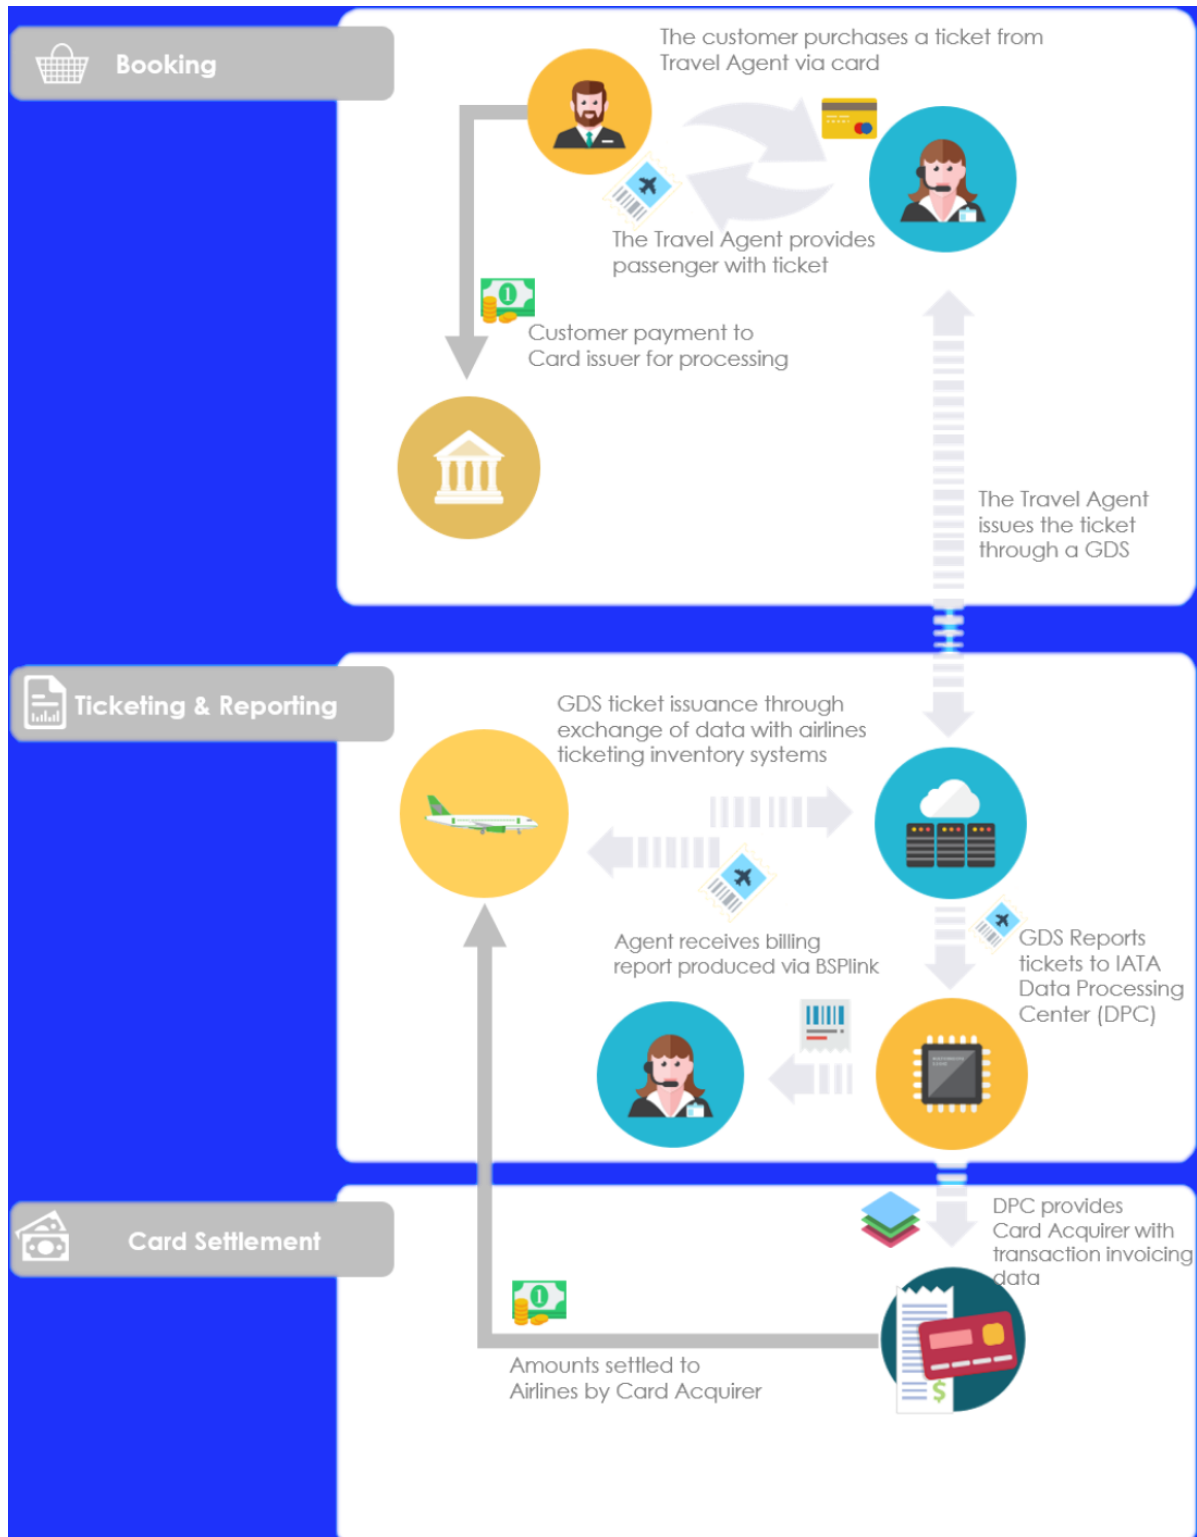 Booking
The customer purchases a ticket from
Travel Agent via card
The Travel Agent provides
passenger with ticket
1
Customer payment to
Card issuer for processing
The Travel Agent
issues the ticket
through a GDS
Ticketing & Reporting
GDS ticket issuance through
exchange of data with airlines
ticketing inventory systems
Agent receives billing
report produced via BSPlink
GDS Reports
tickets to IATA
Data Processing
Center (DPC)
Card Settlement
DPC provides
Card Acquirer with
transaction invoicing
data
1
$
Amounts settled to
Airlines by Card Acquirer